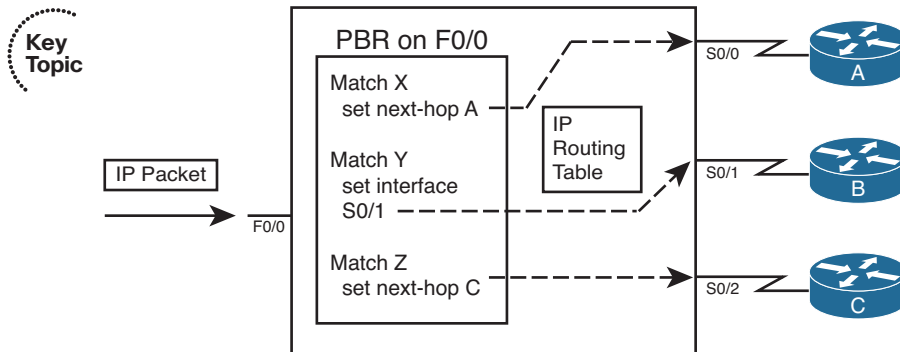 Key
Topic
PBR on F0/0
Match X
set next-hop A
Match Y
set interface
S0/1
Match Z
set next-hop C
IP
Routing
Table
IP Packet
F0/0
S0/0
A
S0/1
B
S0/2
C